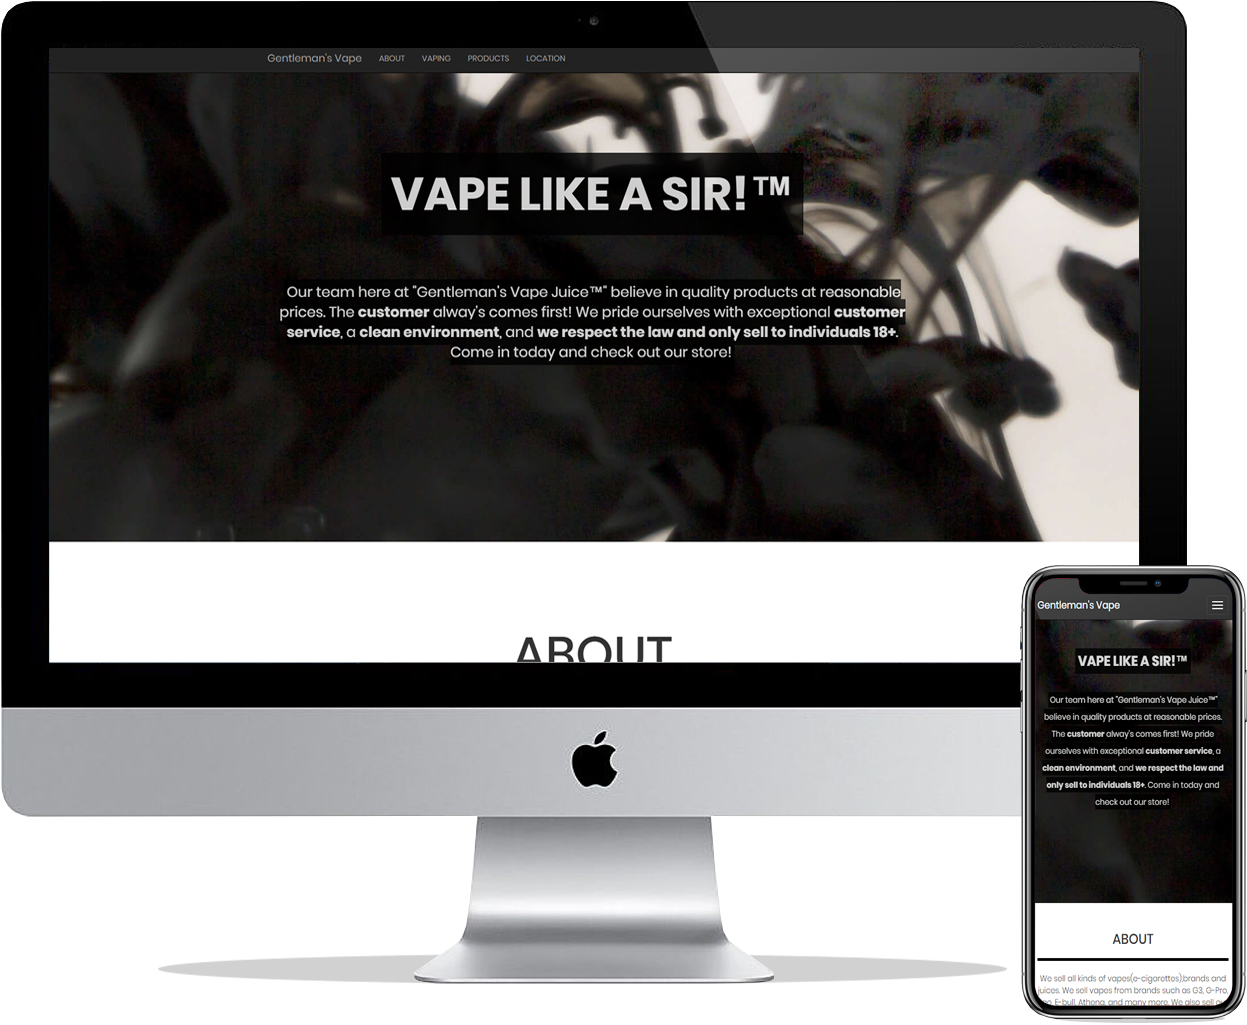 Gentleman's Vape ABOUT VAPING PRODUCTS LOCATION
VAPE LIKE A SIR!™
Our team here at "Gentleman's Vape Juice™" believe in quality products at reasonable
prices. The customer alway's comes first! We pride ourselves with exceptional customer
service, a clean environment, and we respect the law and only sell to individuals 18+.
Come in today and check out our store!
ABOUT
Gentleman's Vape
VAPE LIKE A SIR!™
Our team here at "Gentleman's Vape Juice™"
believe in quality products at reasonable prices.
The customer alway's comes first! We pride
ourselves with exceptional customer service, a
clean environment, and we respect the law and
only sell to individuals 18+. Come in today and
check out our store!
ABOUT
We sell all kinds of vapes(e-cigarettes),brands and
juices. We sell vapes from brands such as G3, G-Pro,
E-bull, Athena, and many more. We also sell